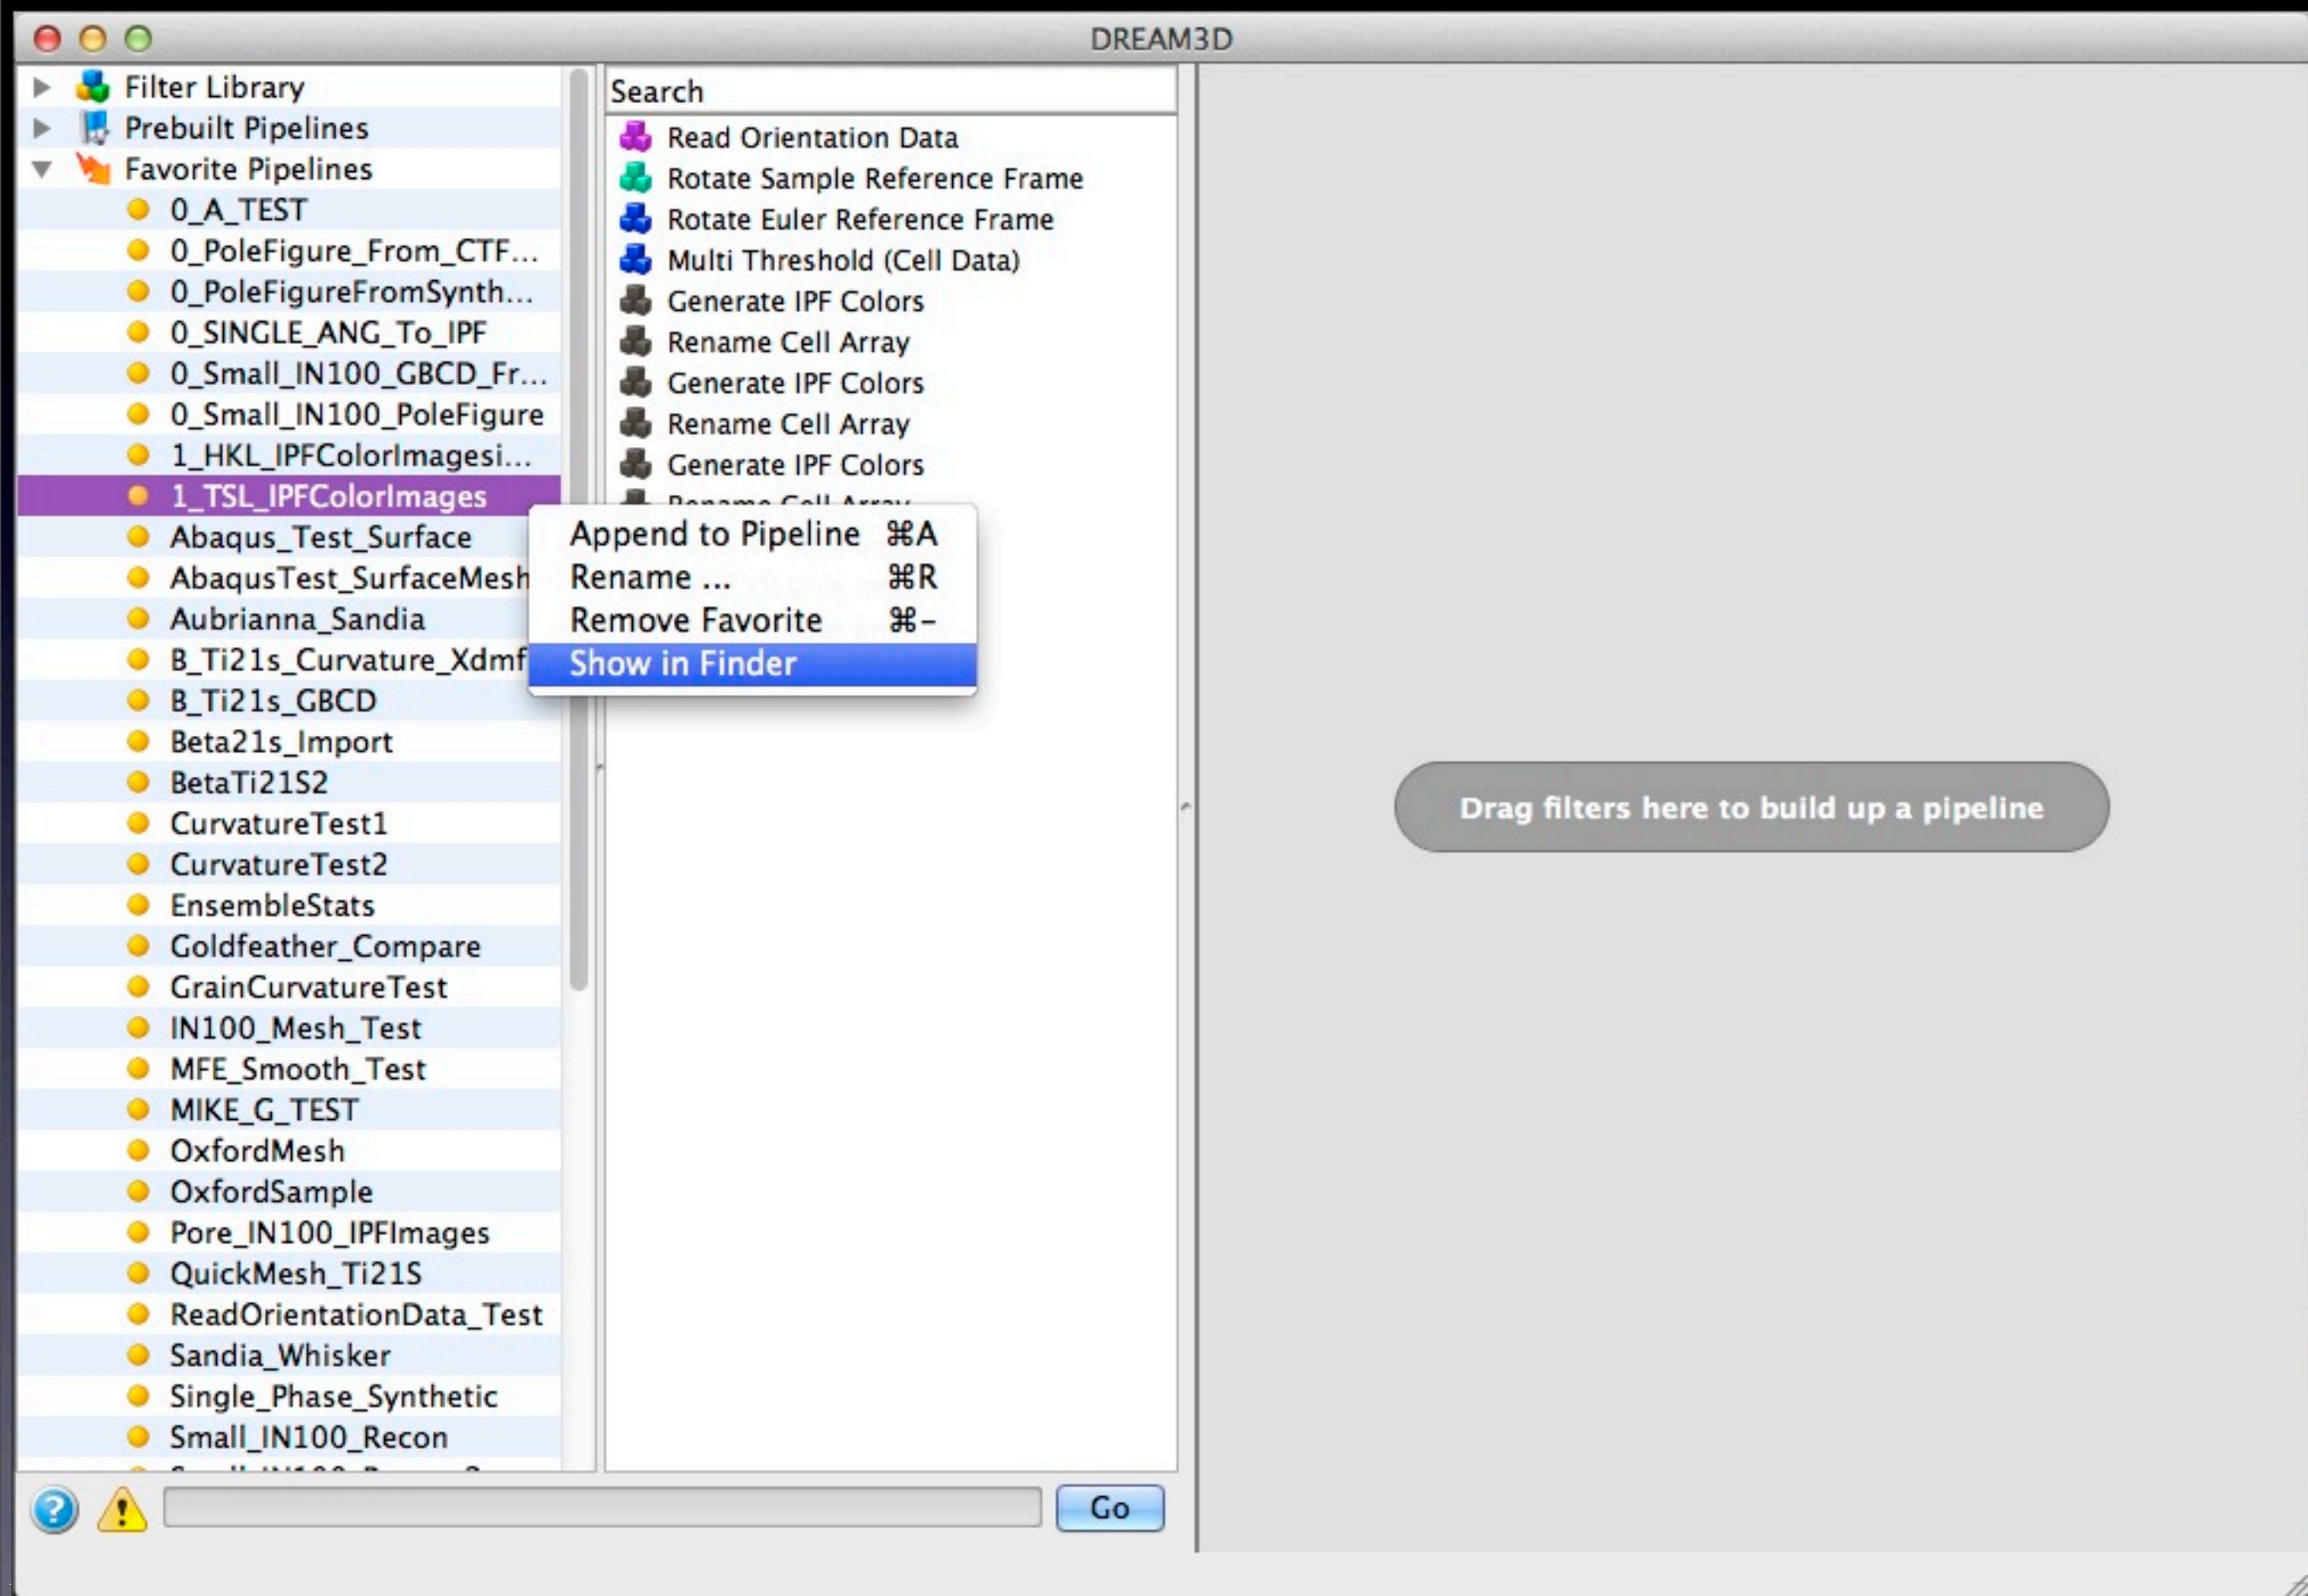 DREAM3D
Filter Library
Prebuilt Pipelines
Favorite Pipelines
0_A_TEST
0_PoleFigure_From_CTF...
0_PoleFigureFromSynth...
0_SINGLE_ANG_To_IPF
0_Small_IN100_GBCD_Fr...
0_Small_IN100_PoleFigure
1_HKL_IPFColorImagesi...
1_TSL_IPFColorImages
Abaqus_Test_Surface
AbaqusTest_SurfaceMesh
Aubrianna_Sandia
B_Ti21s_Curvature_Xdmf
B_Ti21s_GBCD
Beta21s_Import
BetaTi21S2
CurvatureTest1
CurvatureTest2
EnsembleStats
Goldfeather_Compare
GrainCurvatureTest
IN100_Mesh_Test
MFE_Smooth_Test
MIKE_G_TEST
OxfordMesh
OxfordSample
Pore_IN100_IPFImages
QuickMesh_Ti21S
ReadOrientationData_Test
Sandia_Whisker
Single_Phase_Synthetic
Small_IN100_Recon
Search
Read Orientation Data
Rotate Sample Reference Frame
Rotate Euler Reference Frame
Multi Threshold (Cell Data)
Generate IPF Colors
Rename Cell Array
Generate IPF Colors
Rename Cell Array
Generate IPF Colors
Rename Cell Array
Append to Pipeline ⌘A
Rename ... ⌘R
Remove Favorite ⌘-
Show in Finder
Drag filters here to build up a pipeline
Go